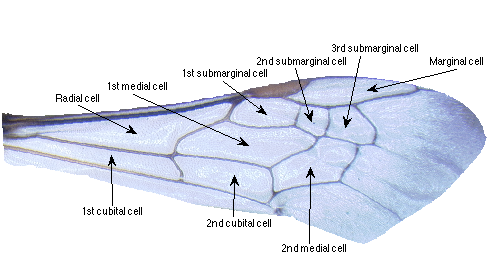 3rd submarginal cell
2nd submarginal cell
Marginal cell
1st submarginal cell
1st medial cell
Radial cell
1st cubital cell
2nd cubital cell
2nd medial cell